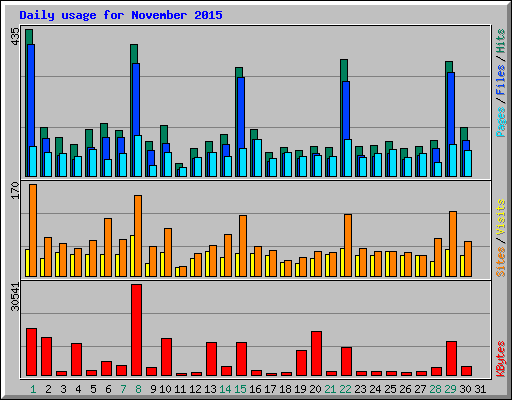 Daily usage for November 2015
435
Pages / Files / Hits
170
Sites / Visits
30541
KBytes
1 2 3 4 5 6 7 8 9 10 11 12 13 14 15 16 17 18 19 20 21 22 23 24 25 26 27 28 29 30 31